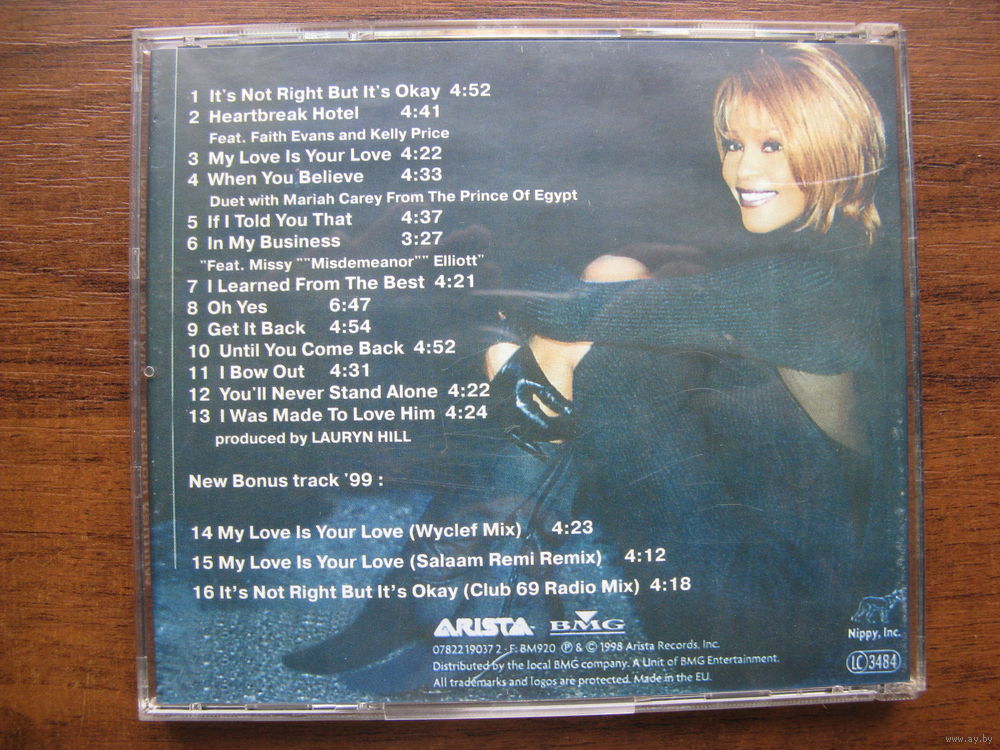 1 It's Not Right But It's Okay 4:52
2 Heartbreak Hotel 4:41
Feat. Faith Evans and Kelly Price
3 My Love Is Your Love 4:22
4 When You Believe 4:33
Duet with Mariah Carey From The Prince Of Egypt
5 If I Told You That 4:37
6 In My Business 3:27
"Feat. Missy ""Misdemeanor"" Elliott"
7 I Learned From The Best 4:21
8 Oh Yes 6:47
9 Get It Back 4:54
10 Until You Come Back 4:52
11 I Bow Out 4:31
12 You'll Never Stand Alone 4:22
13 I Was Made To Love Him 4:24
produced by LAURYN HILL
New Bonus track '99 :
14 My Love Is Your Love (Wyclef Mix) 4:23
15 My Love Is Your Love (Salaam Remi Remix) 4:12
16 It's Not Right But It's Okay (Club 69 Radio Mix) 4:18
ARISTA BMG
07822 19037 2 - F: BM920 ℗ & © 1998 Arista Records, Inc.
Distributed by the local BMG company. A Unit of BMG Entertainment.
All trademarks and logos are protected. Made in the EU.
Nippy, Inc.
LC 3484
www.ay.by